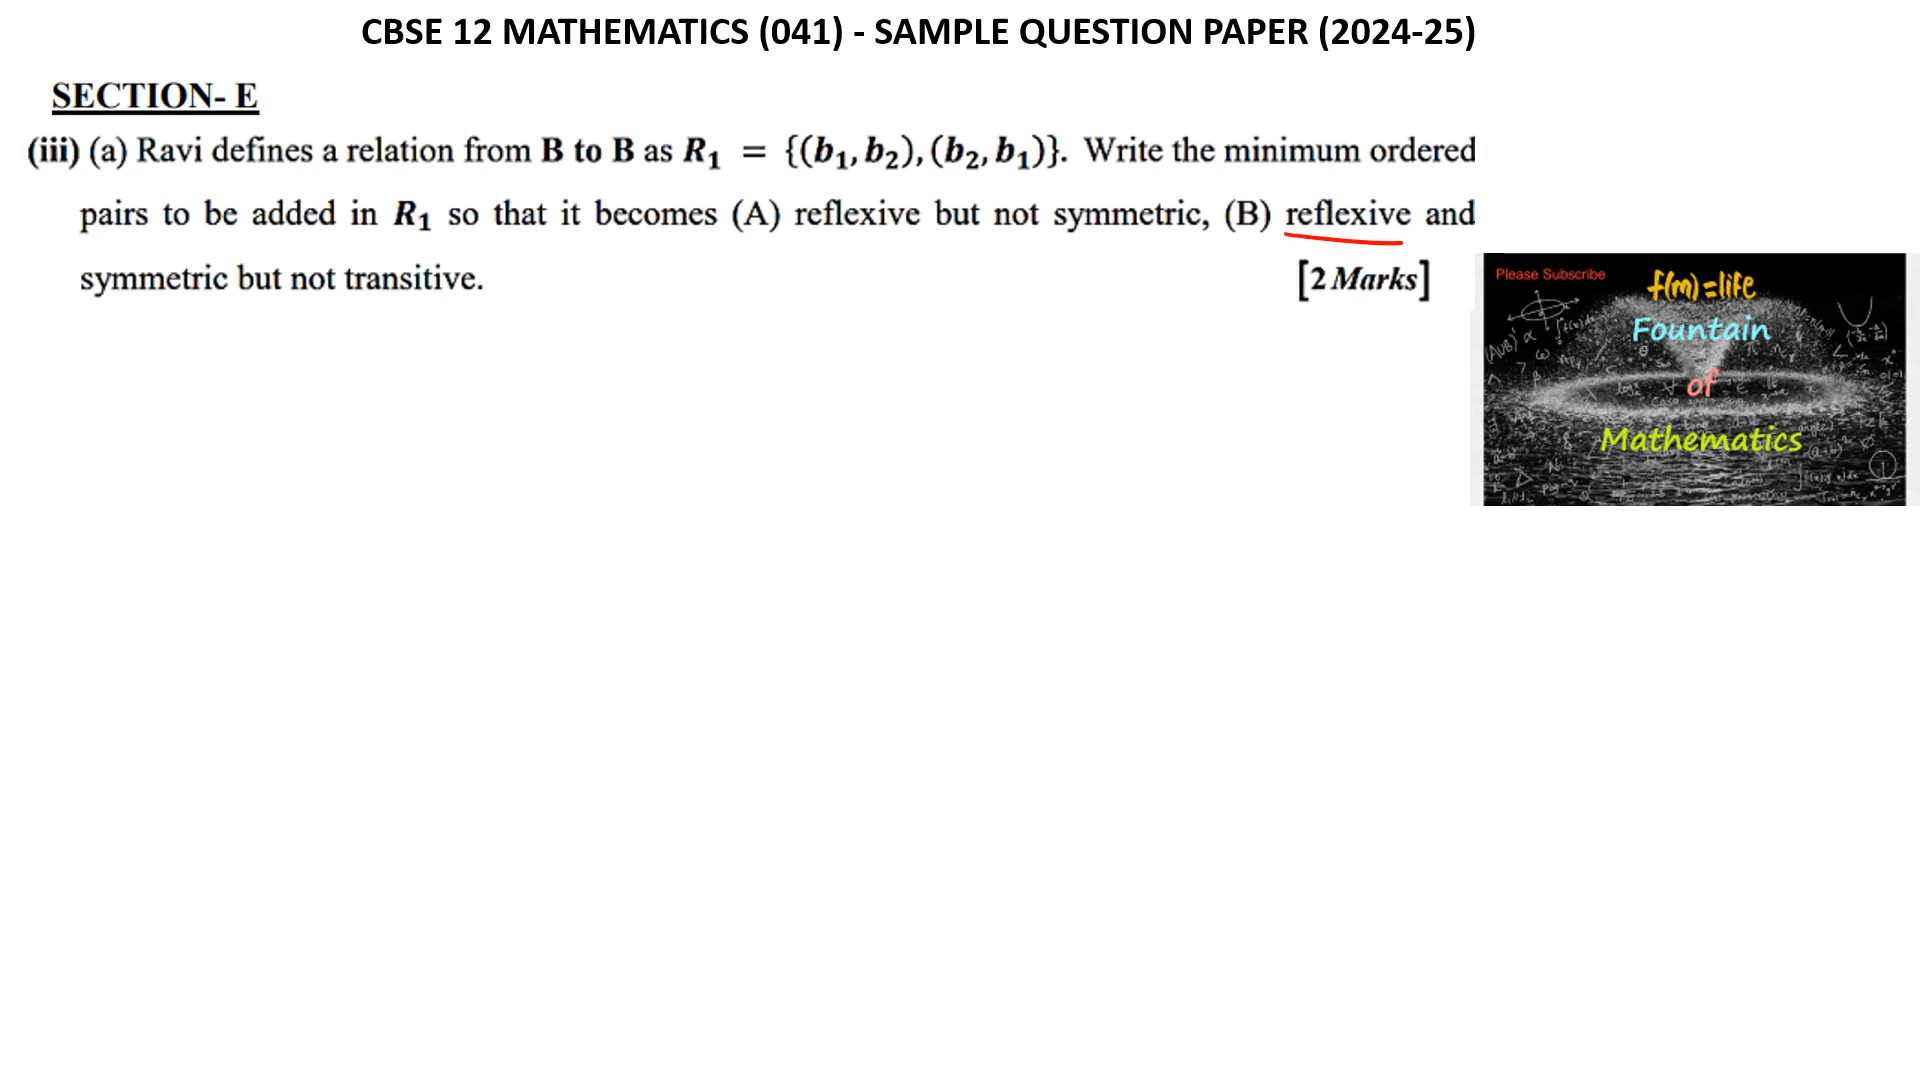 CBSE 12 MATHEMATICS (041) - SAMPLE QUESTION PAPER (2024-25)
SECTION- E
(iii) (a) Ravi defines a relation from B to B as R₁ = {(b₁, b₂), (b₂, b₁)}. Write the minimum ordered
pairs to be added in R₁ so that it becomes (A) reflexive but not symmetric, (B) reflexive and
symmetric but not transitive.
[2 Marks]
Please Subscribe
f(m)=life
Fountain
of
Mathematics